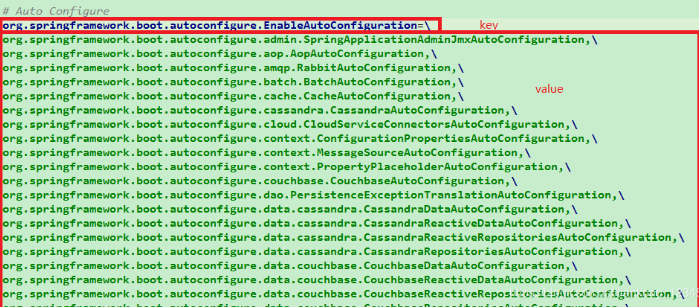 # Auto Configure
org.springframework.boot.autoconfigure.EnableAutoConfiguration=\ key
org.springframework.boot.autoconfigure.admin.SpringApplicationAdminJmxAutoConfiguration,\
org.springframework.boot.autoconfigure.aop.AopAutoConfiguration,\
org.springframework.boot.autoconfigure.amqp.RabbitAutoConfiguration,\
org.springframework.boot.autoconfigure.batch.BatchAutoConfiguration,\
value
org.springframework.boot.autoconfigure.cache.CacheAutoConfiguration,\
org.springframework.boot.autoconfigure.cassandra.CassandraAutoConfiguration,\
org.springframework.boot.autoconfigure.cloud.CloudServiceConnectorsAutoConfiguration,\
org.springframework.boot.autoconfigure.context.ConfigurationPropertiesAutoConfiguration,\
org.springframework.boot.autoconfigure.context.MessageSourceAutoConfiguration,\
org.springframework.boot.autoconfigure.context.PropertyPlaceholderAutoConfiguration,\
org.springframework.boot.autoconfigure.couchbase.CouchbaseAutoConfiguration,\
org.springframework.boot.autoconfigure.dao.PersistenceExceptionTranslationAutoConfiguration,\
org.springframework.boot.autoconfigure.data.cassandra.CassandraDataAutoConfiguration,\
org.springframework.boot.autoconfigure.data.cassandra.CassandraReactiveDataAutoConfiguration,\
org.springframework.boot.autoconfigure.data.cassandra.CassandraReactiveRepositoriesAutoConfiguration,\
org.springframework.boot.autoconfigure.data.cassandra.CassandraRepositoriesAutoConfiguration,\
org.springframework.boot.autoconfigure.data.couchbase.CouchbaseDataAutoConfiguration,\
org.springframework.boot.autoconfigure.data.couchbase.CouchbaseReactiveDataAutoConfiguration,\
org.springframework.boot.autoconfigure.data.couchbase.CouchbaseReactiveRepositoriesAutoConfiguration,\